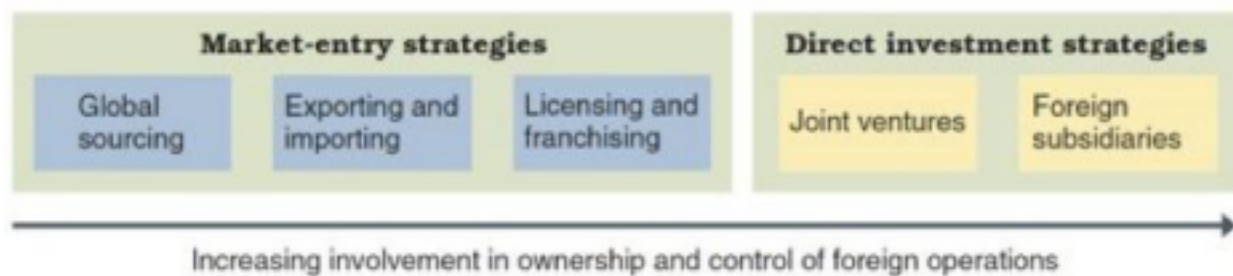 Market-entry strategies
Global
sourcing
Exporting and
importing
Licensing and
franchising
Direct investment strategies
Joint ventures
Foreign
subsidiaries
Increasing involvement in ownership and control of foreign operations